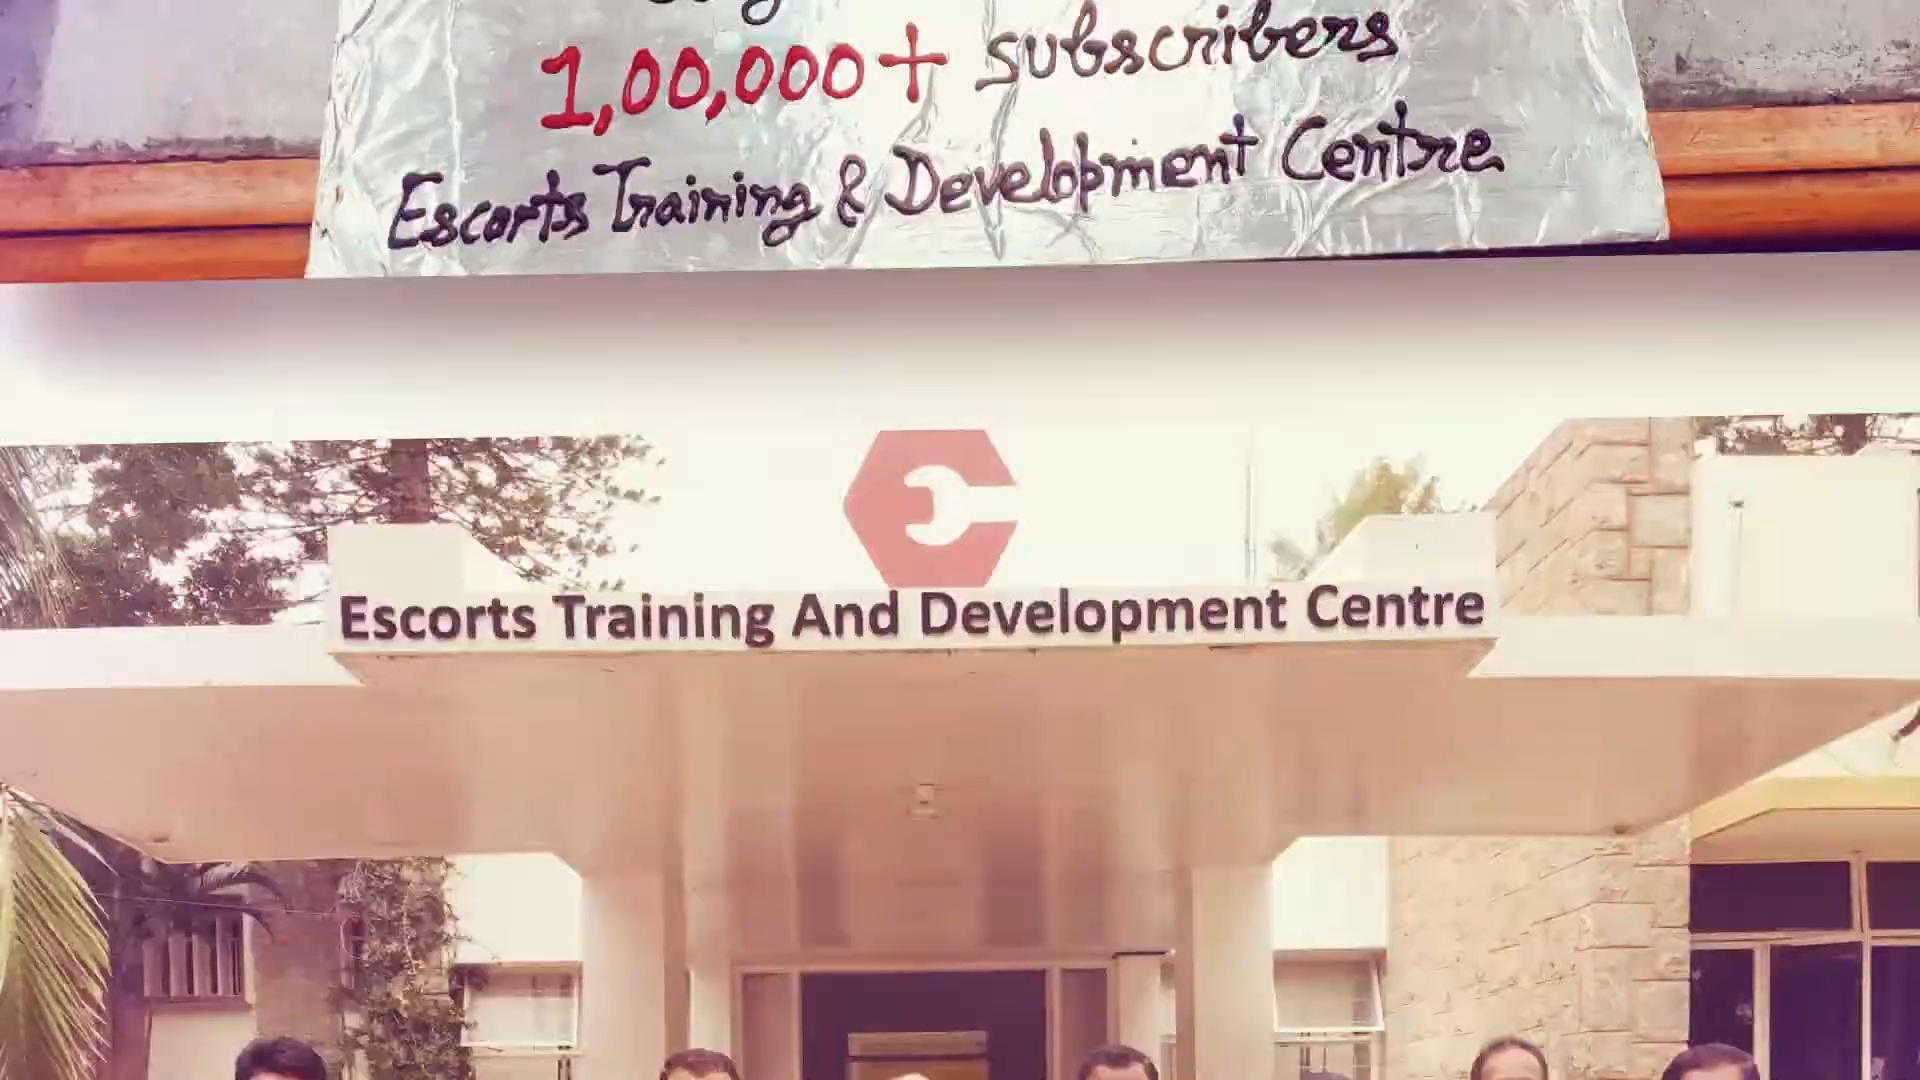 1,00,000+ subscribers
Escorts Training & Development Centre
Escorts Training And Development Centre